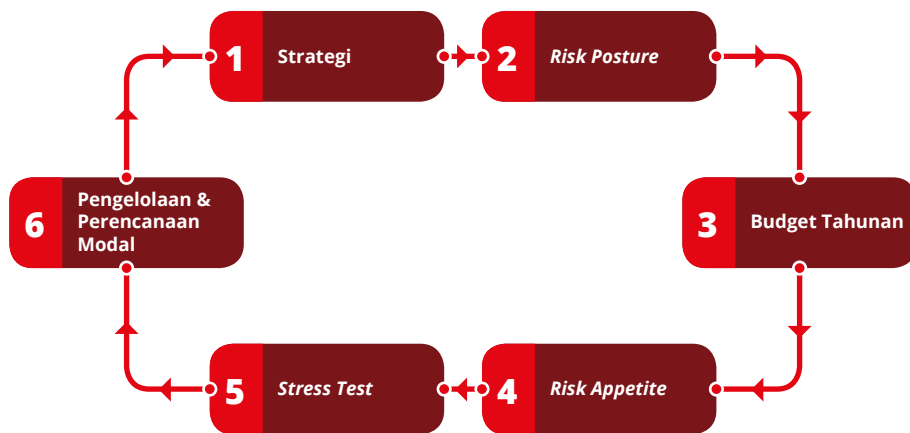 1 Strategi
2 Risk Posture
3 Budget Tahunan
4 Risk Appetite
5 Stress Test
6 Pengelolaan &
Perencanaan
Modal